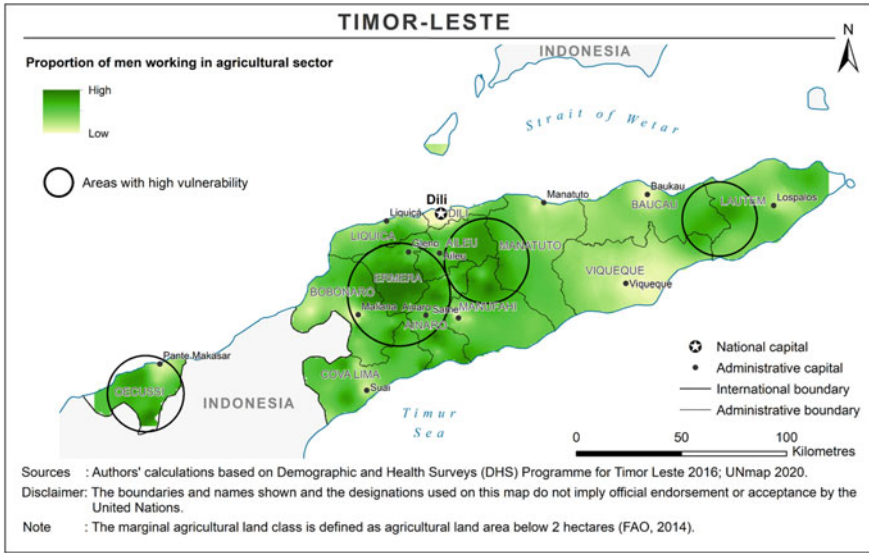 TIMOR-LESTE
INDONESIA
N
Proportion of men working in agricultural sector
High
Low
Strait of Wetar
Areas with high vulnerability
Dili
DILI
Manatuto
Baukau
BAUCAU
LAUTOM
Lospalos
Liquiçá
LIQUICA
Gleno
AILEU
Aileu
MANATUTO
ERMERA
VIQUEQUE
Viqueque
BOBONARO
Maliana
Ainaro
Same
MANUFAHI
AINARO
Pante Makasar
OECUSSI
COVA LIMA
Suai
INDONESIA
Timur
Sea
National capital
Administrative capital
International boundary
Administrative boundary
0 50 100
Kilometres
Sources : Authors' calculations based on Demographic and Health Surveys (DHS) Programme for Timor Leste 2016; UNmap 2020.
Disclaimer: The boundaries and names shown and the designations used on this map do not imply official endorsement or acceptance by the
United Nations.
Note : The marginal agricultural land class is defined as agricultural land area below 2 hectares (FAO, 2014).